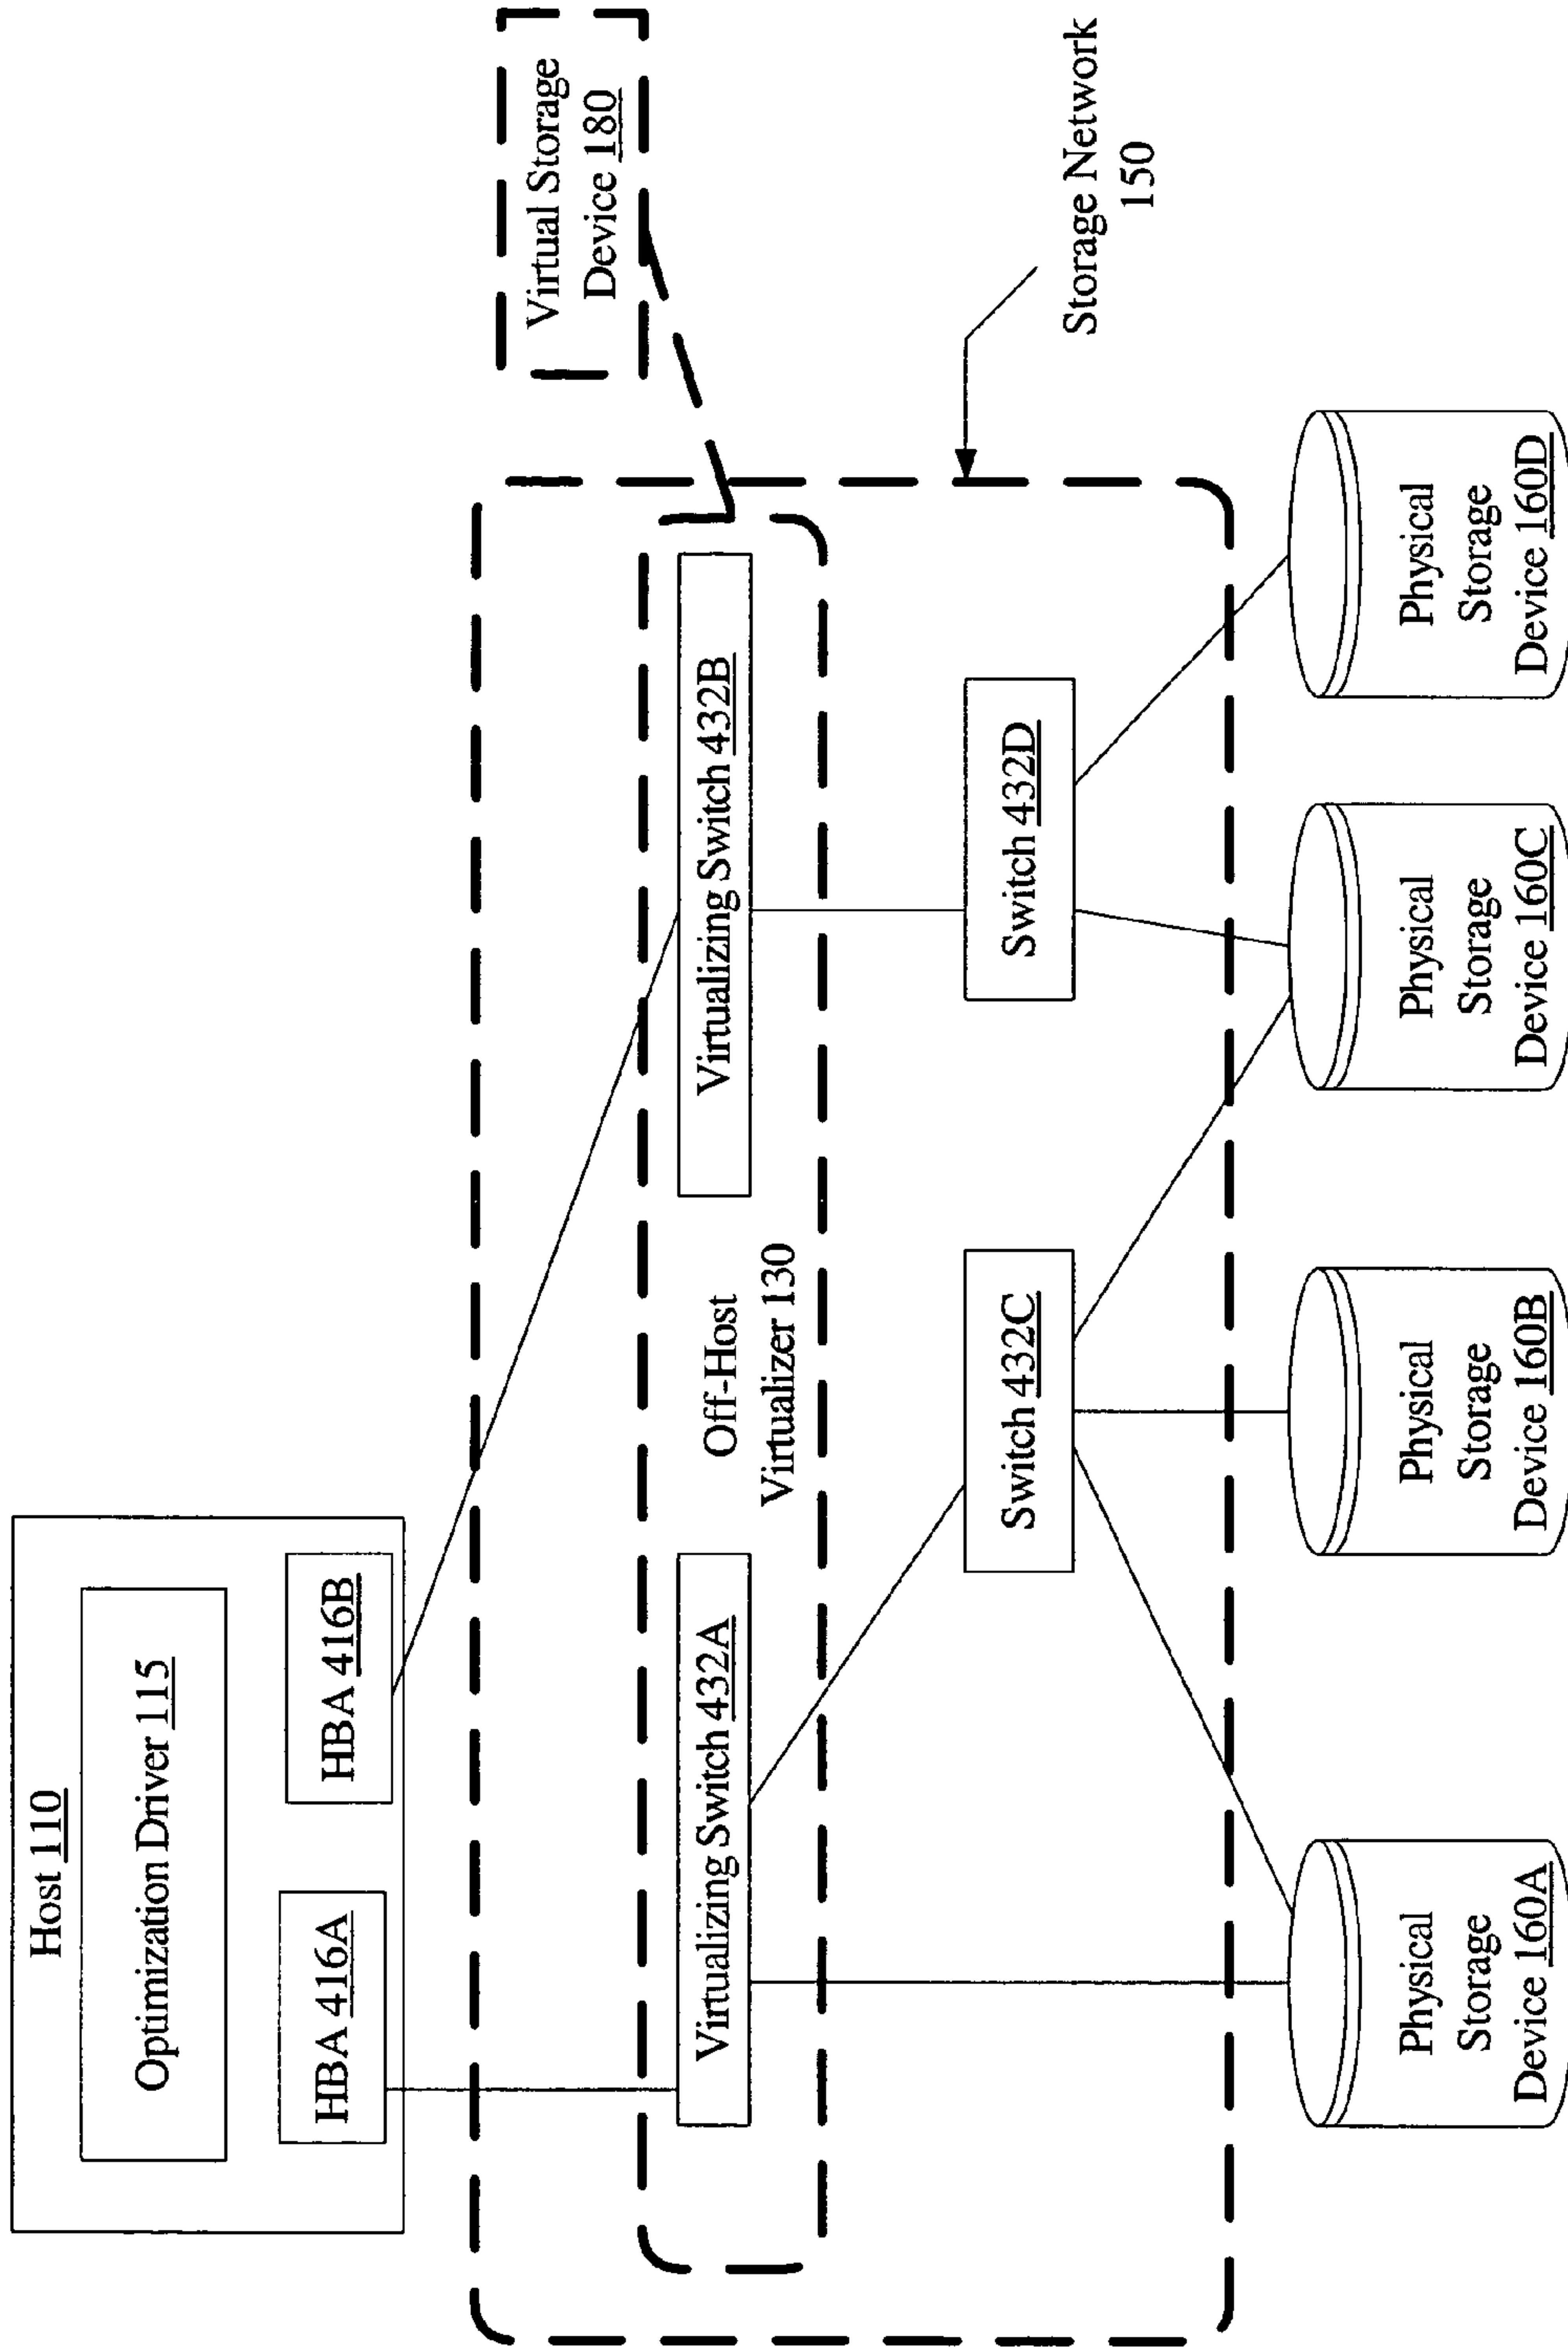 Host 110
Optimization Driver 115
HBA 416A
HBA 416B
Virtual Storage
Device 180
Virtualizing Switch 432A
Off-Host
Virtualizer 130
Virtualizing Switch 432B
Switch 432C
Switch 432D
Storage Network
150
Physical
Storage
Device 160A
Physical
Storage
Device 160B
Physical
Storage
Device 160C
Physical
Storage
Device 160D